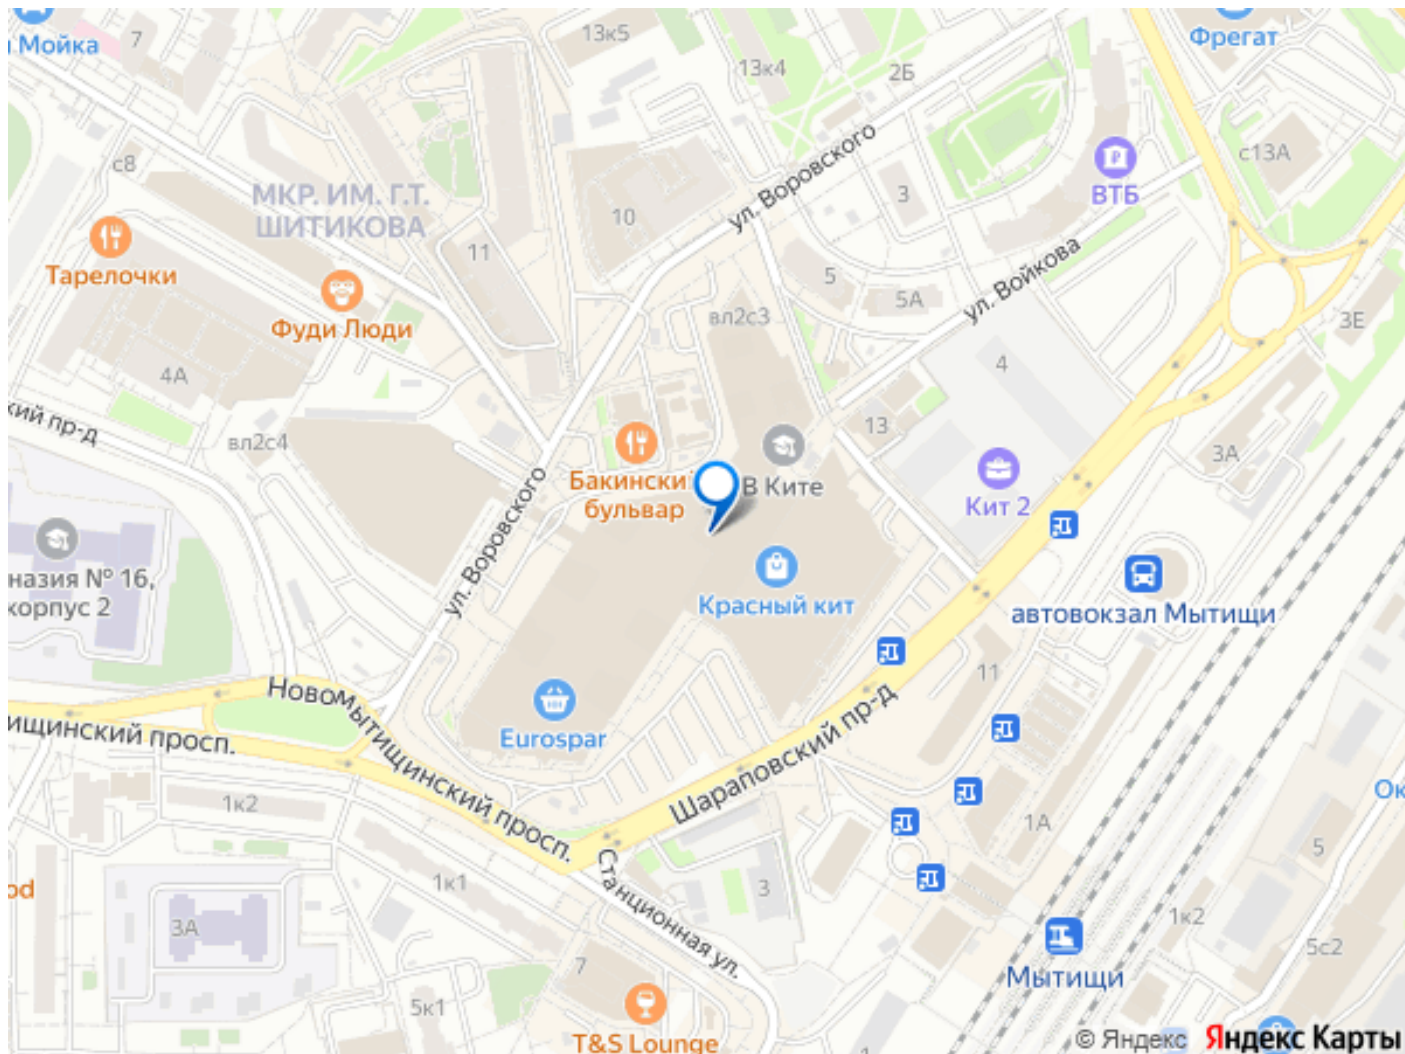 Мойка
7
13к5
13к4
2Б
Фрегат
с13А
ВТБ
ул. Воровского
с8
МКР. ИМ. Г.Т.
ШИТИКОВА
10
3
11
Тарелочки
5
5А
ул. Войкова
Фуди Люди
вл2с3
3Е
4
4А
кий пр-д
вл2с4
13
3А
Бакински
бульвар
В Ките
Кит 2
ул. Воровского
назия № 16,
корпус 2
Красный кит
автовокзал Мытищи
11
Новомытищинский просп.
ищинский просп.
Eurospar
Шараповский пр-д
1к2
1А
Ок
5
1к1
Станционная ул.
3
od
3А
1к2
5с2
7
Мытищи
5к1
T&S Lounge
© Яндекс Яндекс Карты